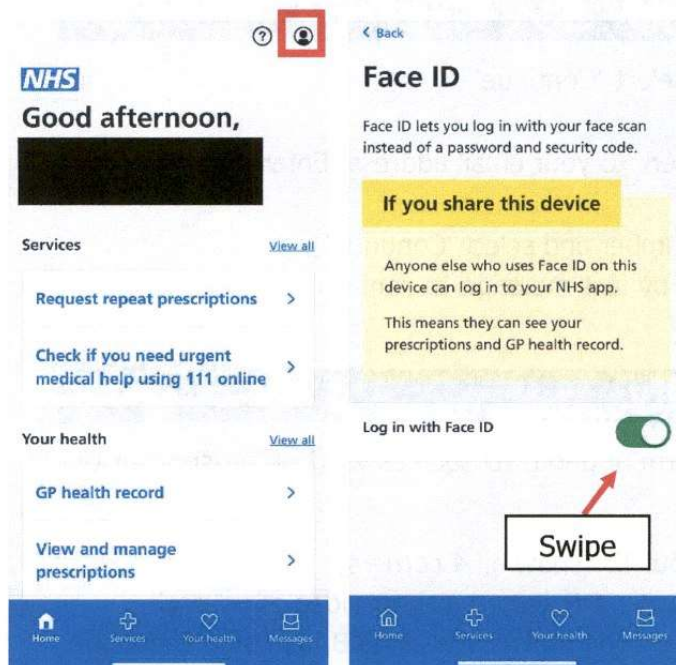 NHS
Good afternoon,
Services
View all
Request repeat prescriptions
Check if you need urgent
medical help using 111 online
Your health
View all
GP health record
View and manage
prescriptions
Home
Services
Your health
Messages
Back
Face ID
Face ID lets you log in with your face scan
instead of a password and security code.
If you share this device
Anyone else who uses Face ID on this
device can log in to your NHS app.
This means they can see your
prescriptions and GP health record.
Log in with Face ID
Swipe
Home
Services
Your health
Messages